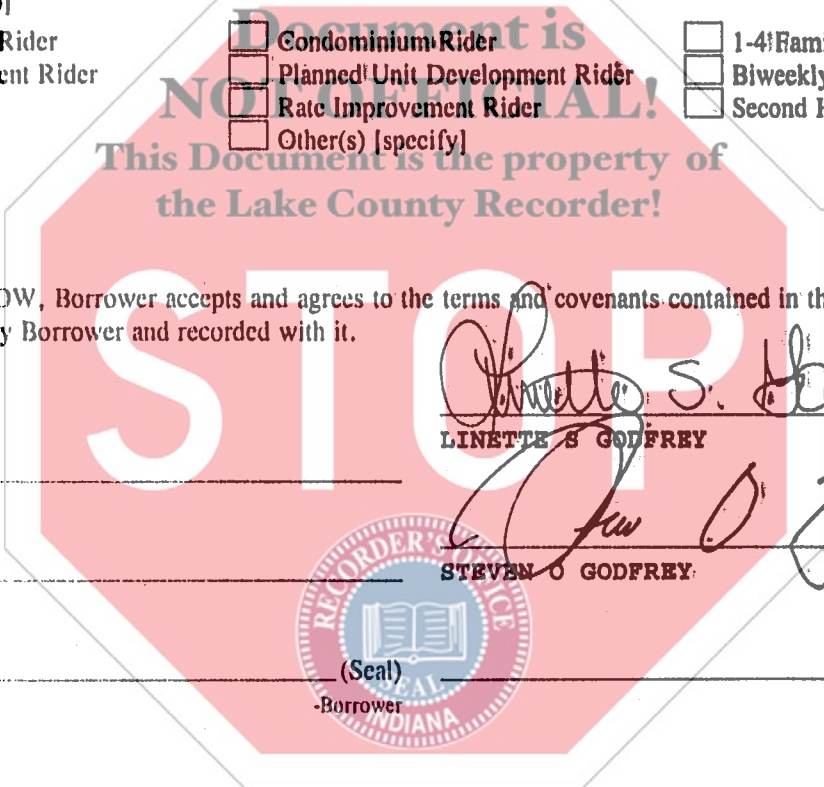 Rider
Condominium Rider
1-4 Fami
ent Rider
Planned Unit Development Rider
Biweekly
Rate Improvement Rider
Second H
Other(s) [specify]
Document is
NOT OFFICIAL!
This Document is the property of
the Lake County Recorder!
STOP
OW, Borrower accepts and agrees to the terms and covenants contained in th
y Borrower and recorded with it.
Linette S.
LINETTE S GODFREY
STEVEN O GODFREY
RECORDER'S OFFICE
SEAL
INDIANA
(Seal)
-Borrower